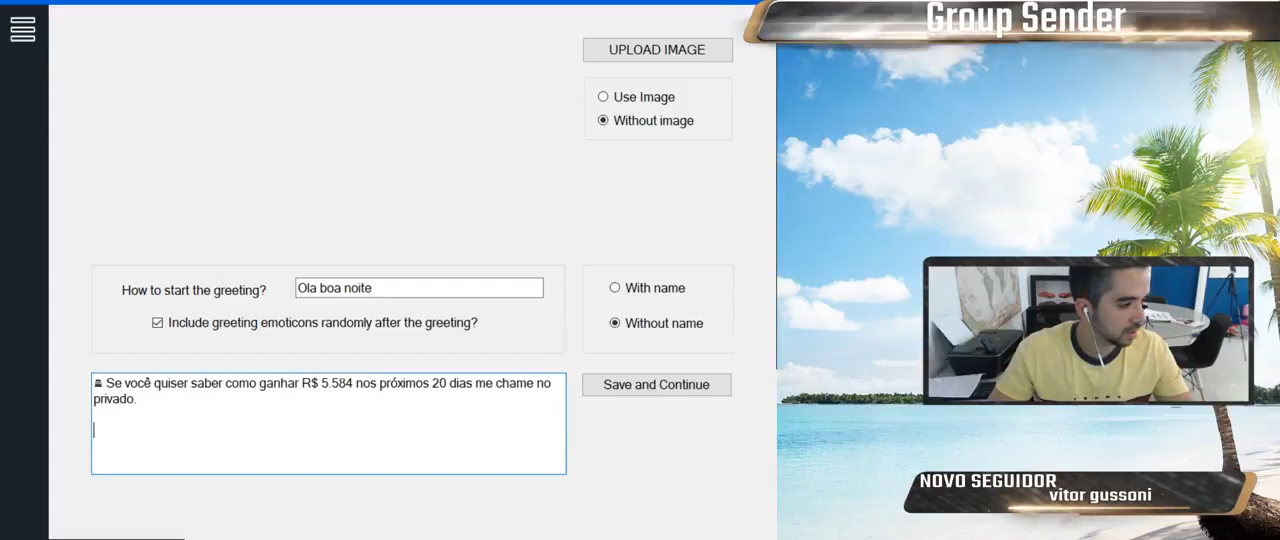 Group Sender
UPLOAD IMAGE
Use Image
Without image
How to start the greeting?
Ola boa noite
With name
Include greeting emoticons randomly after the greeting?
Without name
Se você quiser saber como ganhar R$ 5.584 nos próximos 20 dias me chame no
privado.
Save and Continue
NOVO SEGUIDOR
vitor gussoni